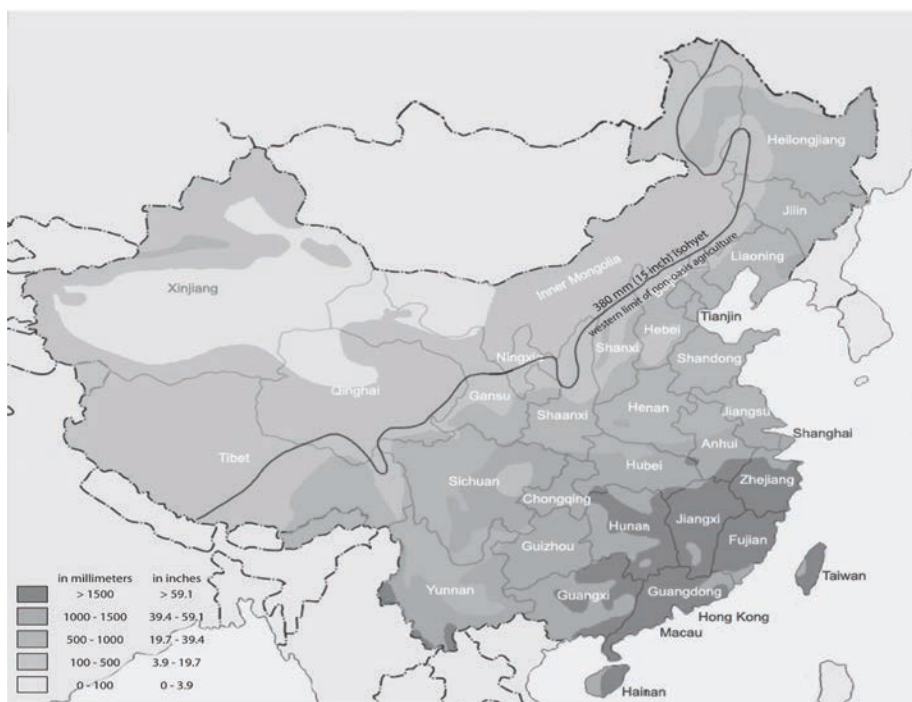 Heilongjiang
Jilin
Liaoning
380 mm (15 inch) isohyet
western limit of non-oasis agriculture
Inner Mongolia
Xinjiang
Tianjin
Hebei
Shanxi
Ningxia
Shandong
Qinghai
Gansu
Shaanxi
Henan
Jiangsu
Shanghai
Anhui
Tibet
Hubei
Sichuan
Zhejiang
Chongqing
Hunan
Jiangxi
Fujian
Guizhou
Taiwan
Yunnan
Guangxi
Guangdong
Hong Kong
Macau
Hainan
in millimeters in inches
> 1500 > 59.1
1000 - 1500 39.4 - 59.1
500 - 1000 19.7 - 39.4
100 - 500 3.9 - 19.7
0 - 100 0 - 3.9